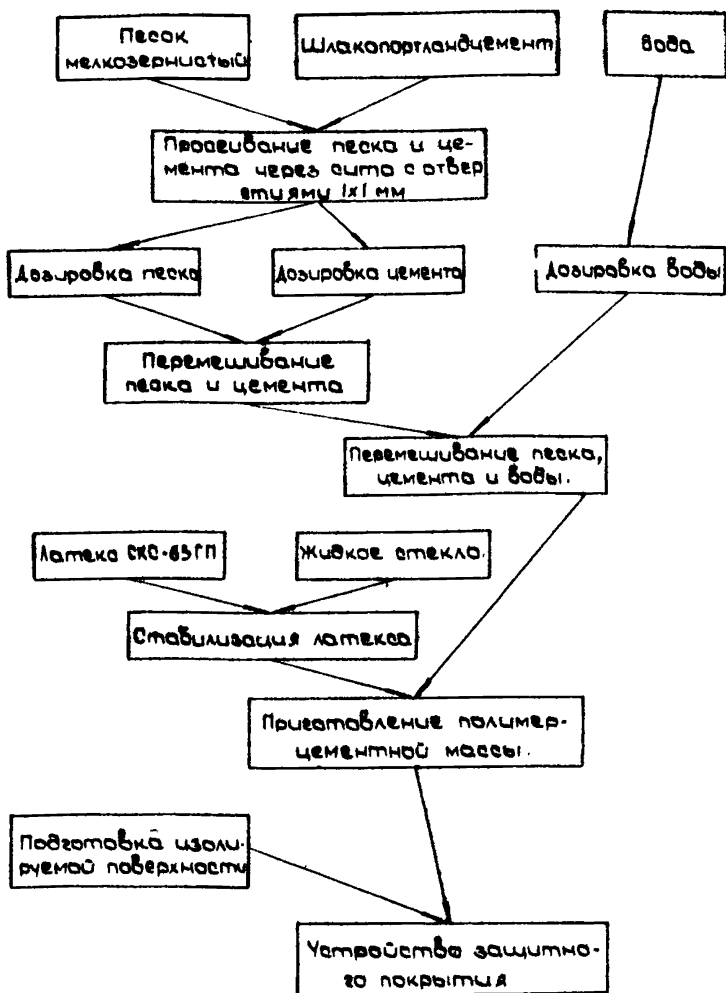 Песок
мелкозернистый
Шлакопортландцемент
Вода
Просеивание песка и це-
мента через сито с отвер
стиями 1х1 мм
Дозировка песка
Дозировка цемента
Дозировка воды
Перемешивание
песка и цемента
Перемешивание песка,
цемента и воды.
Латекс СКС-65ГП
Жидкое стекло.
Стабилизация латекса
Приготовление полимер-
цементной массы.
Подготовка изоли-
руемой поверхности
Устройство защитно-
го покрытия